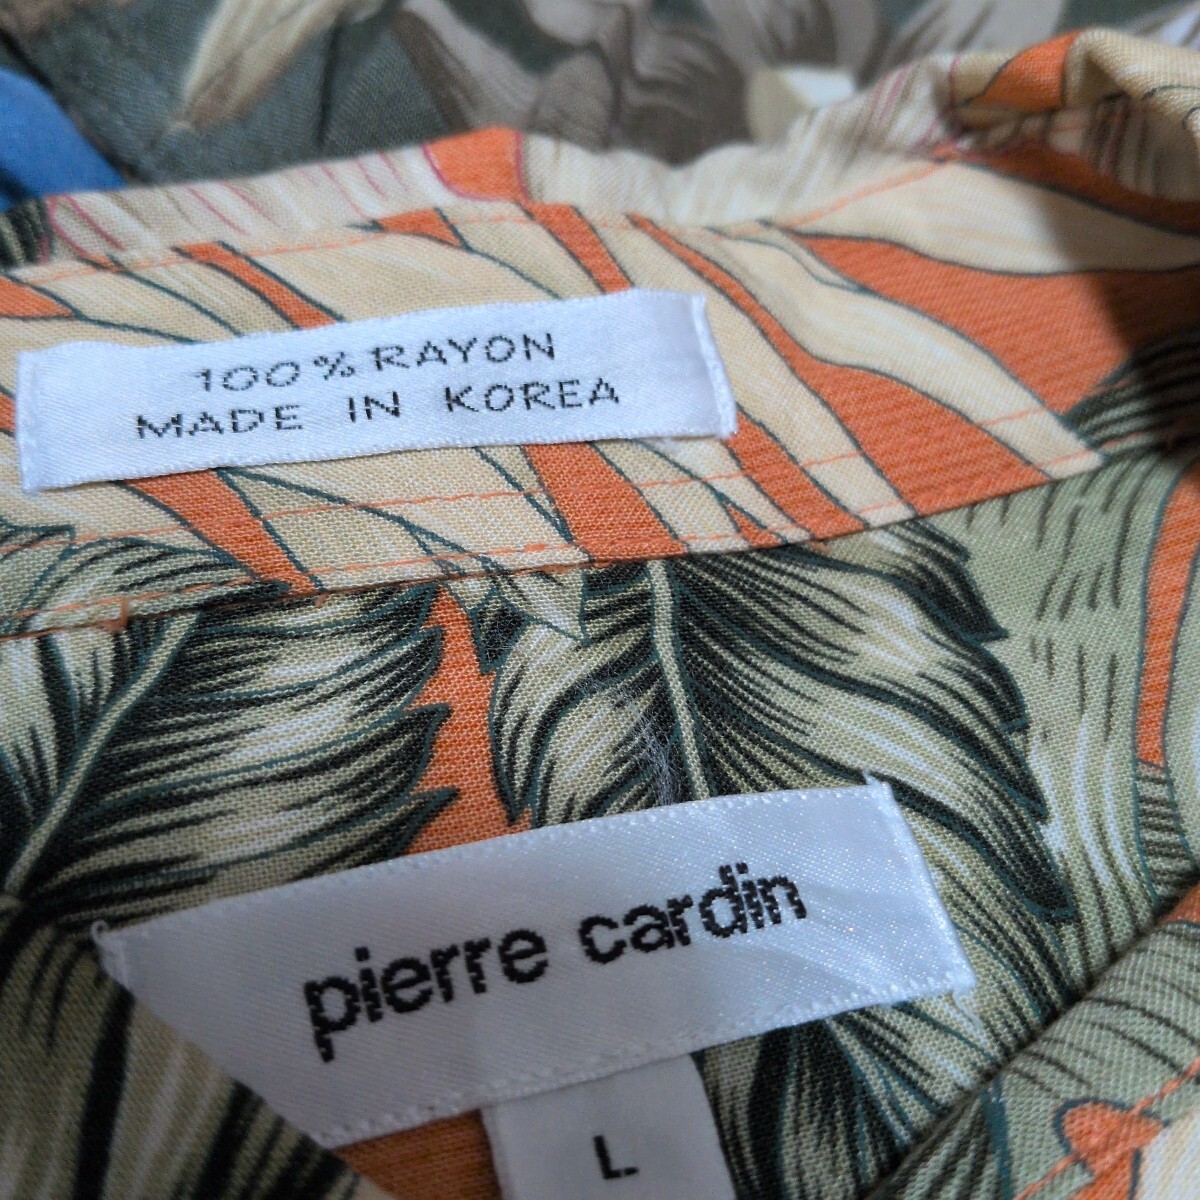 100% RAYON
MADE IN KOREA
pierre cardin
L